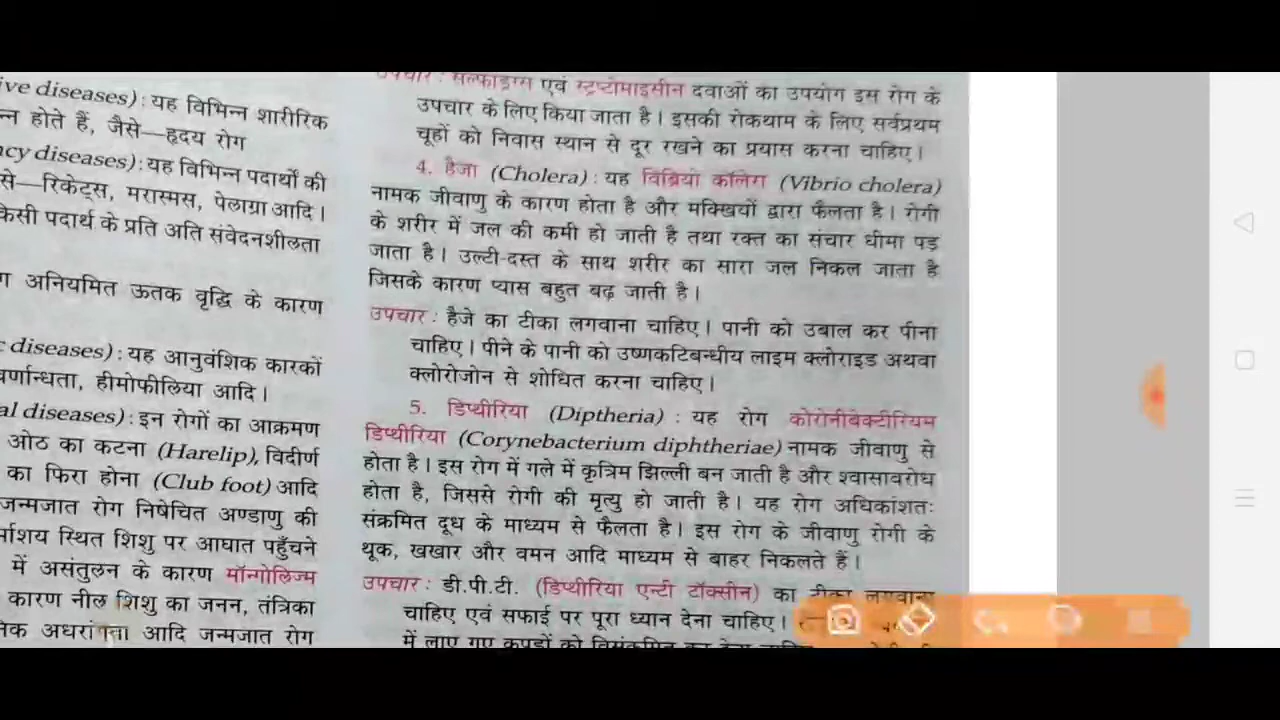 ive diseases) : यह विभिन्न शारीरिक
न्न होते हैं, जैसे—हृदय रोग
cy diseases) : यह विभिन्न पदार्थों की
से—रिकेट्स, मरास्मस, पेलाग्रा आदि।
किसी पदार्थ के प्रति अति संवेदनशीलता
ग अनियमित ऊतक वृद्धि के कारण
c diseases) : यह आनुवंशिक कारकों
वर्णान्धता, हीमोफीलिया आदि।
al diseases) : इन रोगों का आक्रमण
ओठ का कटना (Harelip), विदीर्ण
का फिरा होना (Club foot) आदि
जन्मजात रोग निषेचित अण्डाणु की
र्भाशय स्थित शिशु पर आघात पहुँचने
में असंतुलन के कारण मॉन्गोलिज्म
कारण नील शिशु का जनन, तंत्रिका
आदि जन्मजात रोग
उपचार : सल्फाड्रग्स एवं स्ट्रेप्टोमाइसीन दवाओं का उपयोग इस रोग के
उपचार के लिए किया जाता है। इसकी रोकथाम के लिए सर्वप्रथम
चूहों को निवास स्थान से दूर रखने का प्रयास करना चाहिए।
4. हैजा (Cholera) : यह विब्रियो कॉलेरा (Vibrio cholera)
नामक जीवाणु के कारण होता है और मक्खियों द्वारा फैलता है। रोगी
के शरीर में जल की कमी हो जाती है तथा रक्त का संचार धीमा पड़
जाता है। उल्टी-दस्त के साथ शरीर का सारा जल निकल जाता है
जिसके कारण प्यास बहुत बढ़ जाती है।
उपचार : हैजे का टीका लगवाना चाहिए। पानी को उबाल कर पीना
चाहिए। पीने के पानी को उष्णकटिबन्धीय लाइम क्लोराइड अथवा
क्लोरोजोन से शोधित करना चाहिए।
5. डिप्थीरिया (Diptheria) : यह रोग कोरोनीबेक्टीरियम
डिप्थीरिया (Corynebacterium diphtheriae) नामक जीवाणु से
होता है। इस रोग में गले में कृत्रिम झिल्ली बन जाती है और श्वासावरोध
होता है, जिससे रोगी की मृत्यु हो जाती है। यह रोग अधिकांशतः
संक्रमित दूध के माध्यम से फैलता है। इस रोग के जीवाणु रोगी के
थूक, खखार और वमन आदि माध्यम से बाहर निकलते हैं।
उपचार : डी.पी.टी. (डिप्थीरिया एन्टी टॉक्सीन) का टीका लगवाना
चाहिए एवं सफाई पर पूरा ध्यान देना चाहिए।
में लाए गए कपड़ों को